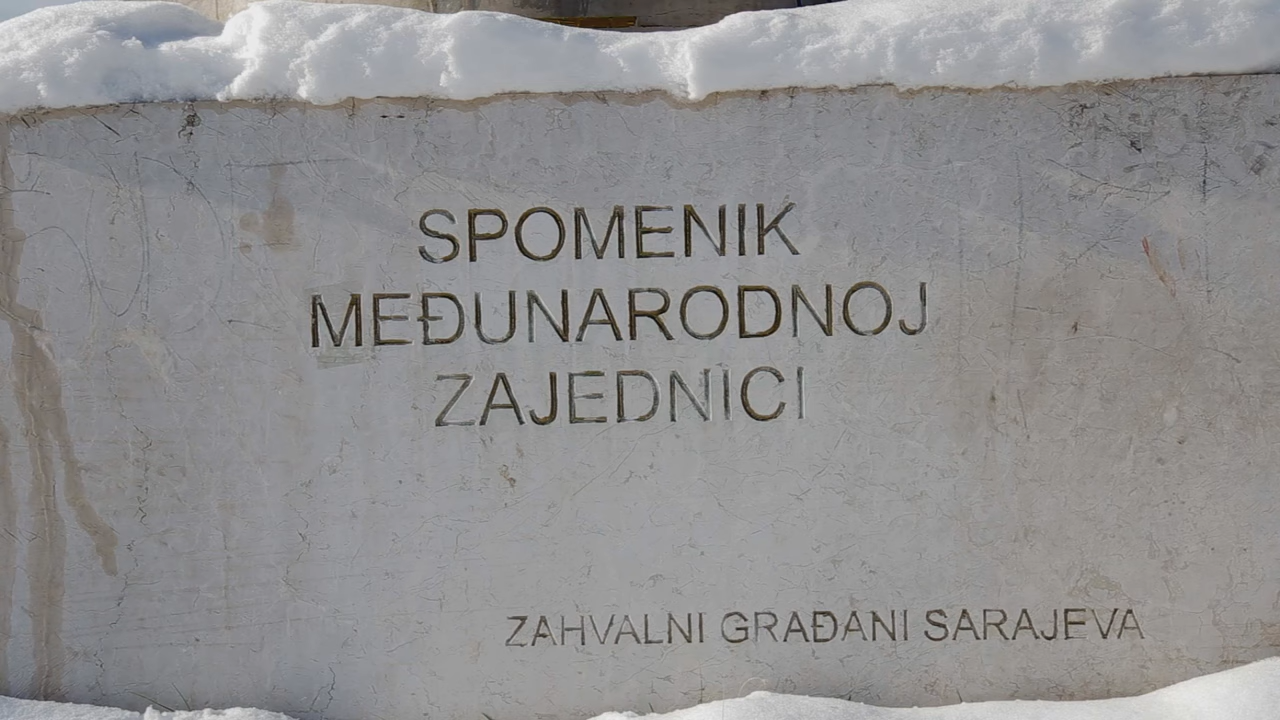 SPOMENIK
MEĐUNARODNOJ
ZAJEDNICI
ZAHVALNI GRAĐANI SARAJEVA